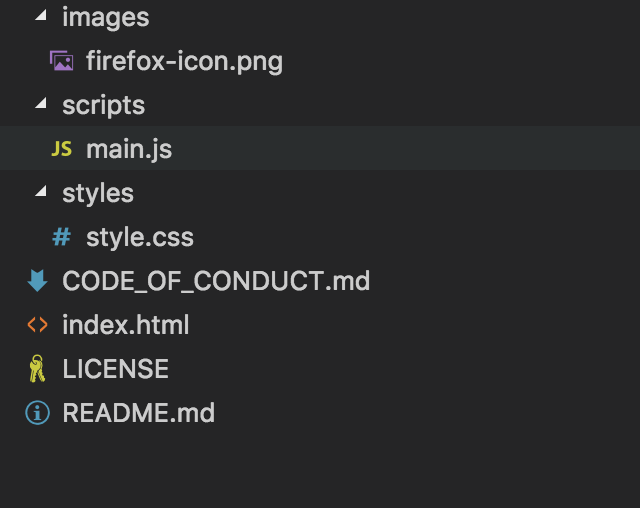 images
firefox-icon.png
scripts
JS main.js
styles
# style.css
CODE_OF_CONDUCT.md
<> index.html
LICENSE
README.md